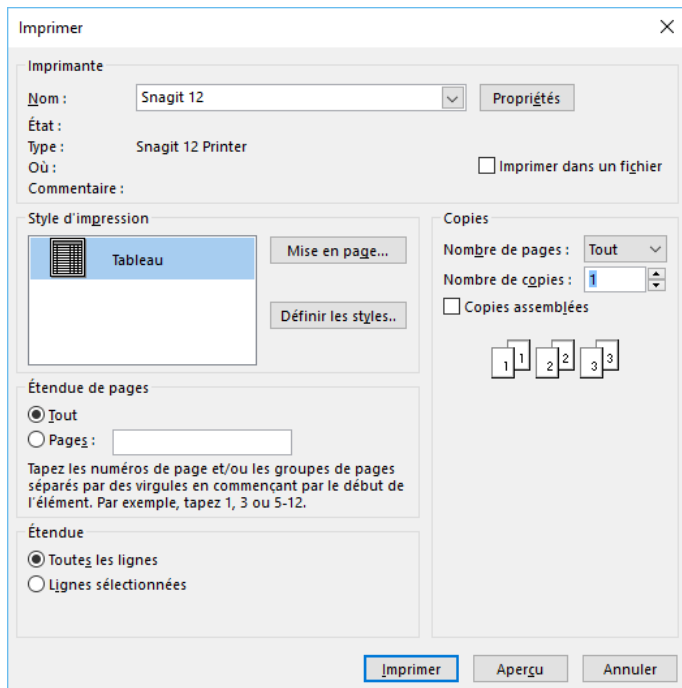 Imprimer
Imprimante
Nom : Snagit 12 Propriétés
État :
Type : Snagit 12 Printer
Où : Imprimer dans un fichier
Commentaire :
Style d'impression
Tableau
Mise en page...
Définir les styles..
Copies
Nombre de pages : Tout
Nombre de copies : 1
Copies assemblées
1 1 2 2 3 3
Étendue de pages
Tout
Pages :
Tapez les numéros de page et/ou les groupes de pages
séparés par des virgules en commençant par le début de
l'élément. Par exemple, tapez 1, 3 ou 5-12.
Étendue
Toutes les lignes
Lignes sélectionnées
Imprimer Aperçu Annuler